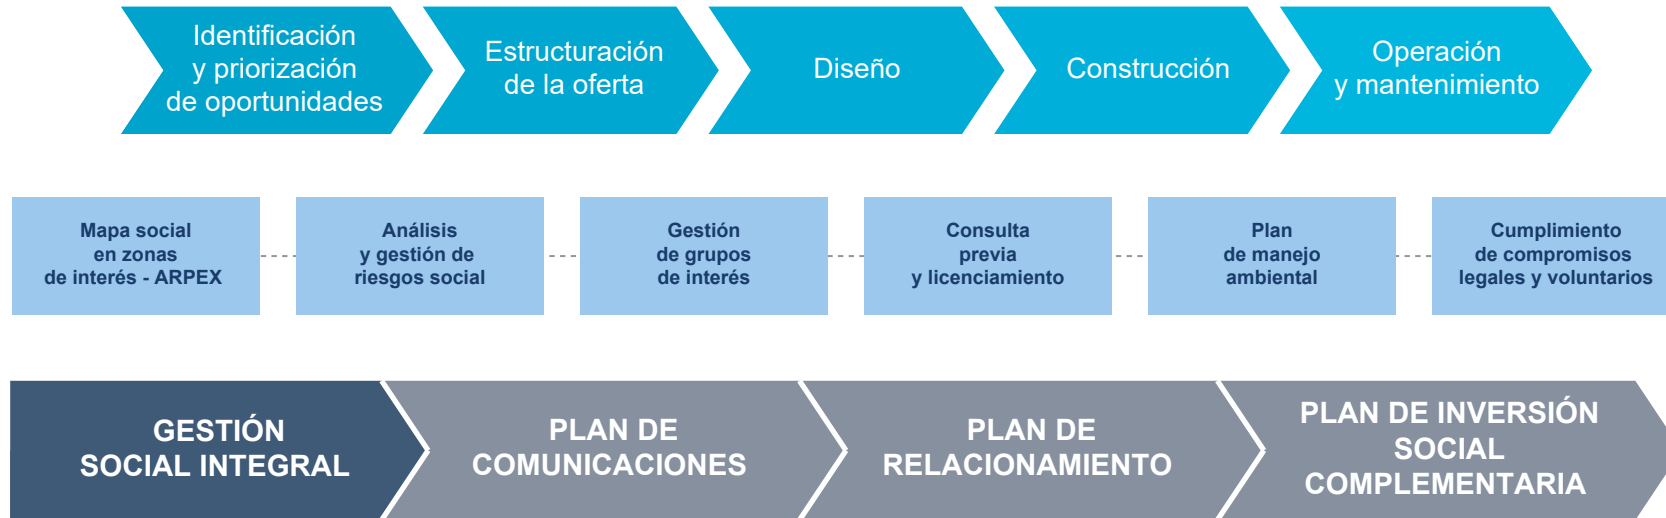 Identificación
y priorización
de oportunidades
Estructuración
de la oferta
Diseño
Construcción
Operación
y mantenimiento
Mapa social
en zonas
de interés - ARPEX
Análisis
y gestión de
riesgos social
Gestión
de grupos
de interés
Consulta
previa
y licenciamiento
Plan
de manejo
ambiental
Cumplimiento
de compromisos
legales y voluntarios
GESTIÓN
SOCIAL INTEGRAL
PLAN DE
COMUNICACIONES
PLAN DE
RELACIONAMIENTO
PLAN DE INVERSIÓN
SOCIAL
COMPLEMENTARIA